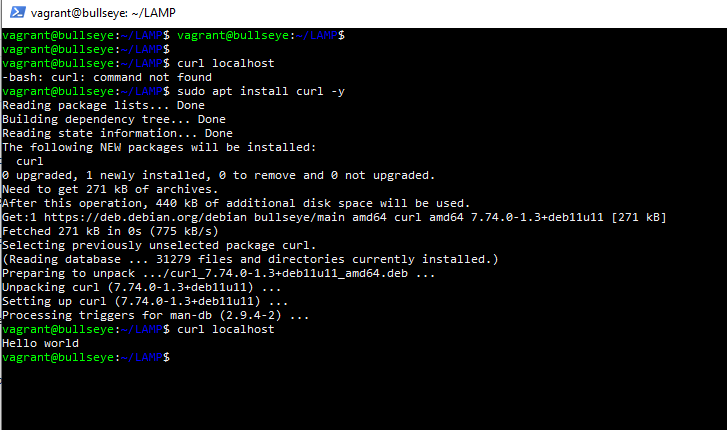 vagrant@bullseye: ~/LAMP
vagrant@bullseye:~/LAMP$ vagrant@bullseye:~/LAMP$
vagrant@bullseye:~/LAMP$
vagrant@bullseye:~/LAMP$ curl localhost
-bash: curl: command not found
vagrant@bullseye:~/LAMP$ sudo apt install curl -y
Reading package lists... Done
Building dependency tree... Done
Reading state information... Done
The following NEW packages will be installed:
  curl
0 upgraded, 1 newly installed, 0 to remove and 0 not upgraded.
Need to get 271 kB of archives.
After this operation, 440 kB of additional disk space will be used.
Get:1 https://deb.debian.org/debian bullseye/main amd64 curl amd64 7.74.0-1.3+deb11u11 [271 kB]
Fetched 271 kB in 0s (775 kB/s)
Selecting previously unselected package curl.
(Reading database ... 31279 files and directories currently installed.)
Preparing to unpack .../curl_7.74.0-1.3+deb11u11_amd64.deb ...
Unpacking curl (7.74.0-1.3+deb11u11) ...
Setting up curl (7.74.0-1.3+deb11u11) ...
Processing triggers for man-db (2.9.4-2) ...
vagrant@bullseye:~/LAMP$ curl localhost
Hello world
vagrant@bullseye:~/LAMP$